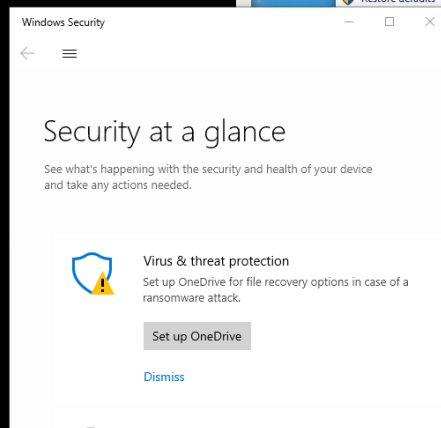 Restore defaults
Windows Security
Security at a glance
See what's happening with the security and health of your device
and take any actions needed.
Virus & threat protection
Set up OneDrive for file recovery options in case of a
ransomware attack.
Set up OneDrive
Dismiss